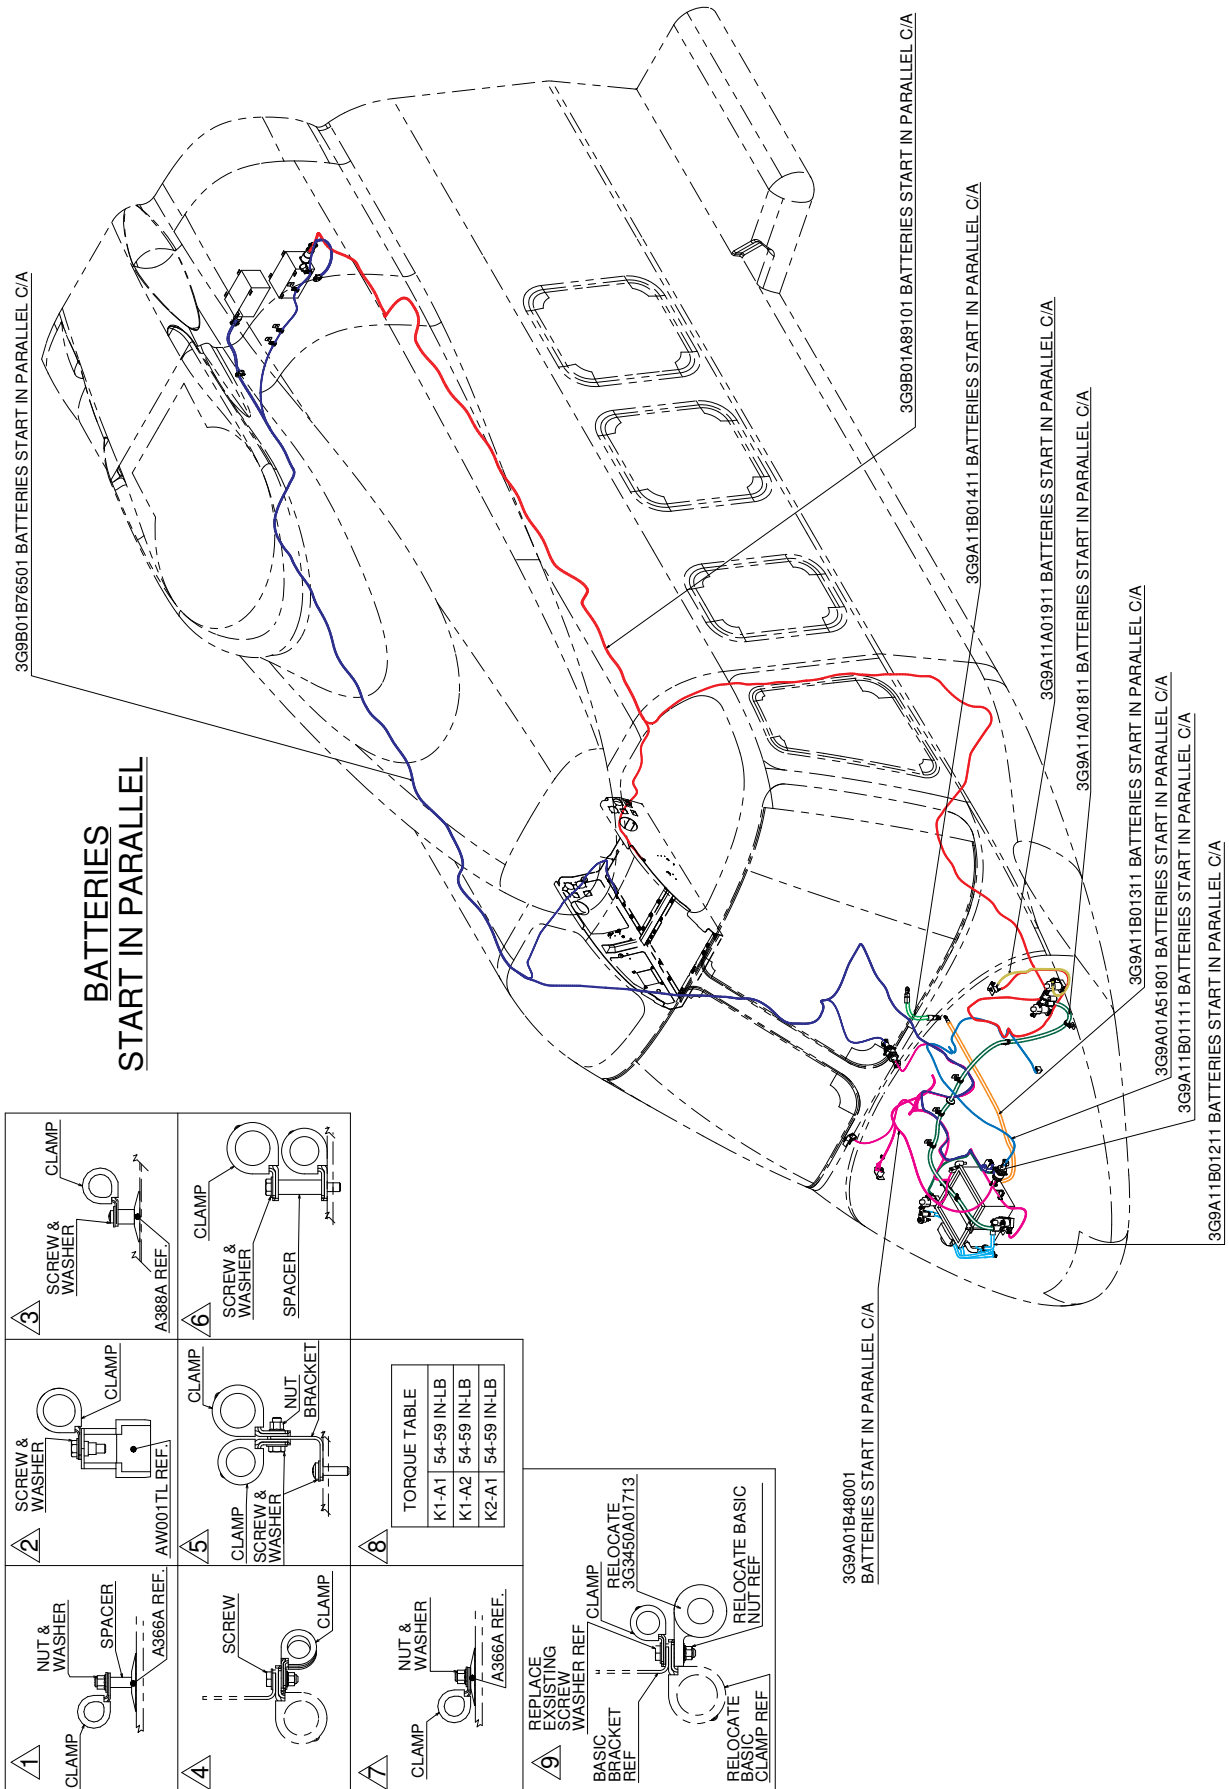 BATTERIES
START IN PARALLEL
3G9B01B76501 BATTERIES START IN PARALLEL C/A
3G9B01A89101 BATTERIES START IN PARALLEL C/A
3G9A11B01411 BATTERIES START IN PARALLEL C/A
3G9A11A01911 BATTERIES START IN PARALLEL C/A
3G9A11A01811 BATTERIES START IN PARALLEL C/A
3G9A11B01311 BATTERIES START IN PARALLEL C/A
3G9A01A51801 BATTERIES START IN PARALLEL C/A
3G9A11B01111 BATTERIES START IN PARALLEL C/A
3G9A11B01211 BATTERIES START IN PARALLEL C/A
3G9A01B48001
BATTERIES START IN PARALLEL C/A
1
CLAMP
NUT &
WASHER
SPACER
A366A REF.
2
SCREW &
WASHER
CLAMP
AW001TL REF.
3
SCREW &
WASHER
CLAMP
A388A REF.
4
SCREW
CLAMP
5
CLAMP
SCREW &
WASHER
CLAMP
NUT
BRACKET
6
SCREW &
WASHER
CLAMP
SPACER
7
CLAMP
NUT &
WASHER
A366A REF.
8
TORQUE TABLE
K1-A1 54-59 IN-LB
K1-A2 54-59 IN-LB
K2-A1 54-59 IN-LB
9
REPLACE
EXSISTING
SCREW
WASHER REF
CLAMP
BASIC
BRACKET
REF
RELOCATE
3G3450A01713
RELOCATE
BASIC
CLAMP REF
RELOCATE BASIC
NUT REF